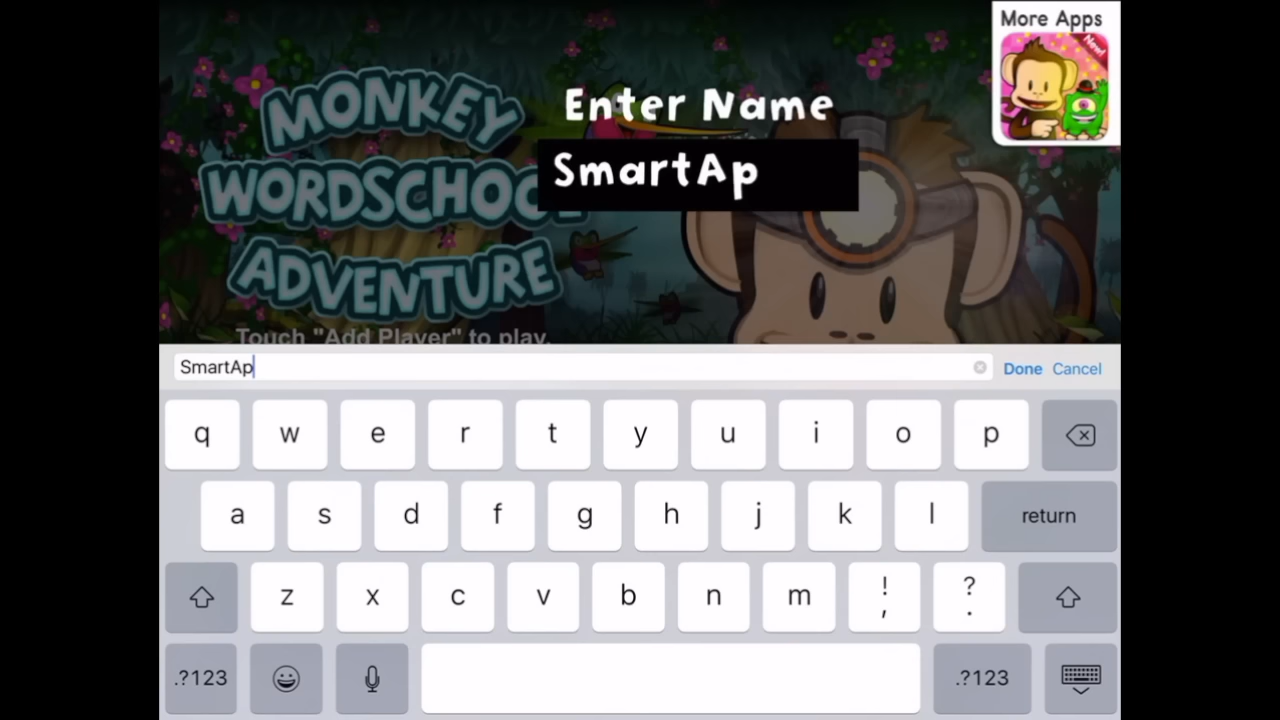 More Apps
New!
MONKEY
WORDSCHOOL
ADVENTURE
Enter Name
SmartAp
Touch "Add Player" to play.
SmartAp
Done Cancel
q w e r t y u i o p
a s d f g h j k l return
z x c v b n m ! , ? .
.?123 .?123